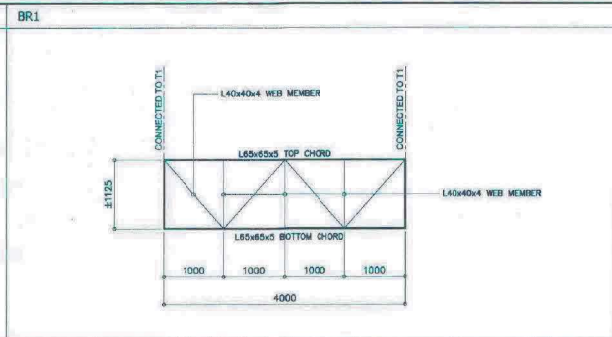 BR1
CONNECTED TO T1
CONNECTED TO T1
L40x40x4 WEB MEMBER
L65x65x5 TOP CHORD
±1125
L40x40x4 WEB MEMBER
L65x65x5 BOTTOM CHORD
1000 1000 1000 1000
4000